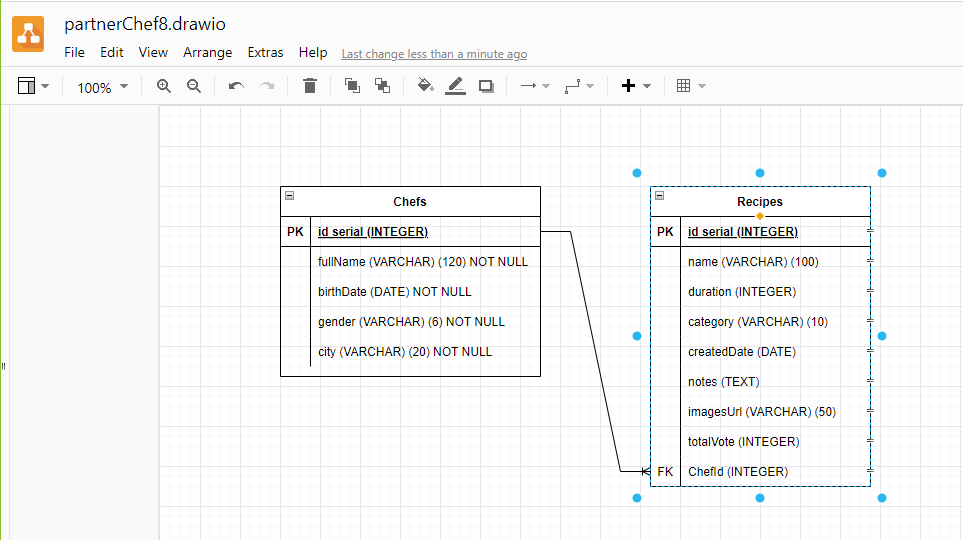 partnerChef8.drawio
File Edit View Arrange Extras Help Last change less than a minute ago
100%
Chefs
PK id serial (INTEGER)
fullName (VARCHAR) (120) NOT NULL
birthDate (DATE) NOT NULL
gender (VARCHAR) (6) NOT NULL
city (VARCHAR) (20) NOT NULL
Recipes
PK id serial (INTEGER)
name (VARCHAR) (100)
duration (INTEGER)
category (VARCHAR) (10)
createdDate (DATE)
notes (TEXT)
imagesUrl (VARCHAR) (50)
totalVote (INTEGER)
FK ChefId (INTEGER)